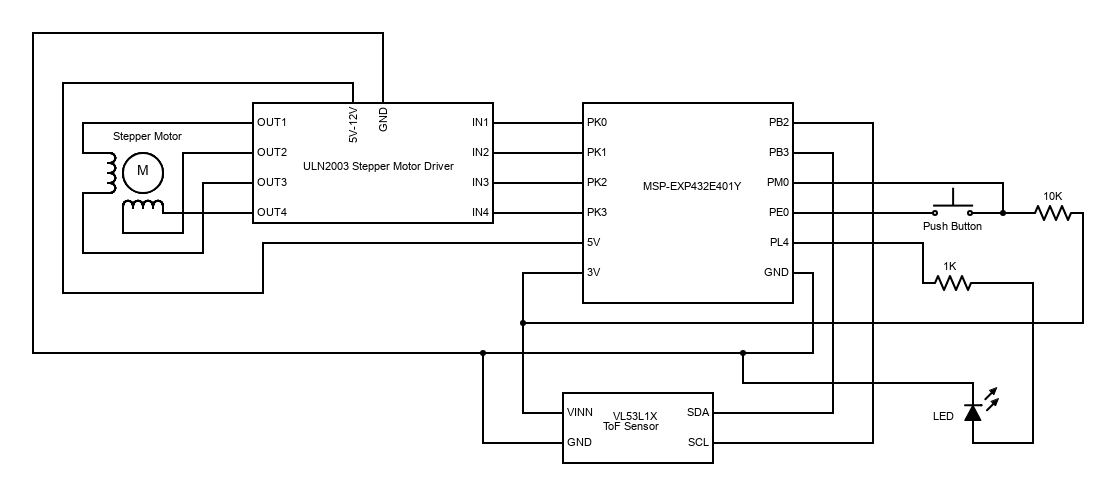 Stepper Motor
M
OUT1
OUT2
OUT3
OUT4
5V-12V
GND
ULN2003 Stepper Motor Driver
IN1
IN2
IN3
IN4
PK0
PK1
PK2
PK3
5V
3V
MSP-EXP432E401Y
PB2
PB3
PM0
PE0
PL4
GND
Push Button
10K
1K
VINN
GND
VL53L1X
ToF Sensor
SDA
SCL
LED